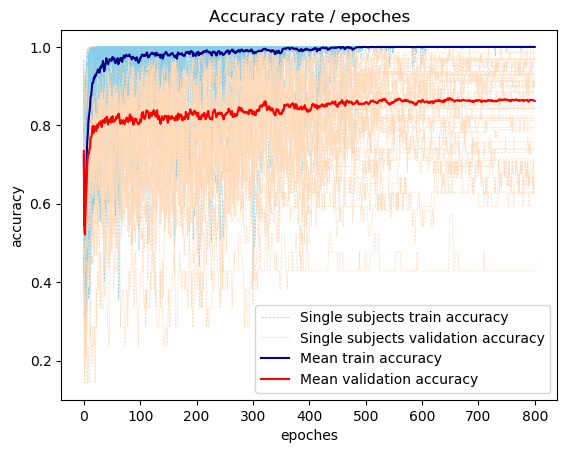 Accuracy rate / epoches
accuracy
1.0
0.8
0.6
0.4
0.2
0 100 200 300 400 500 600 700 800
epoches
Single subjects train accuracy
Single subjects validation accuracy
Mean train accuracy
Mean validation accuracy